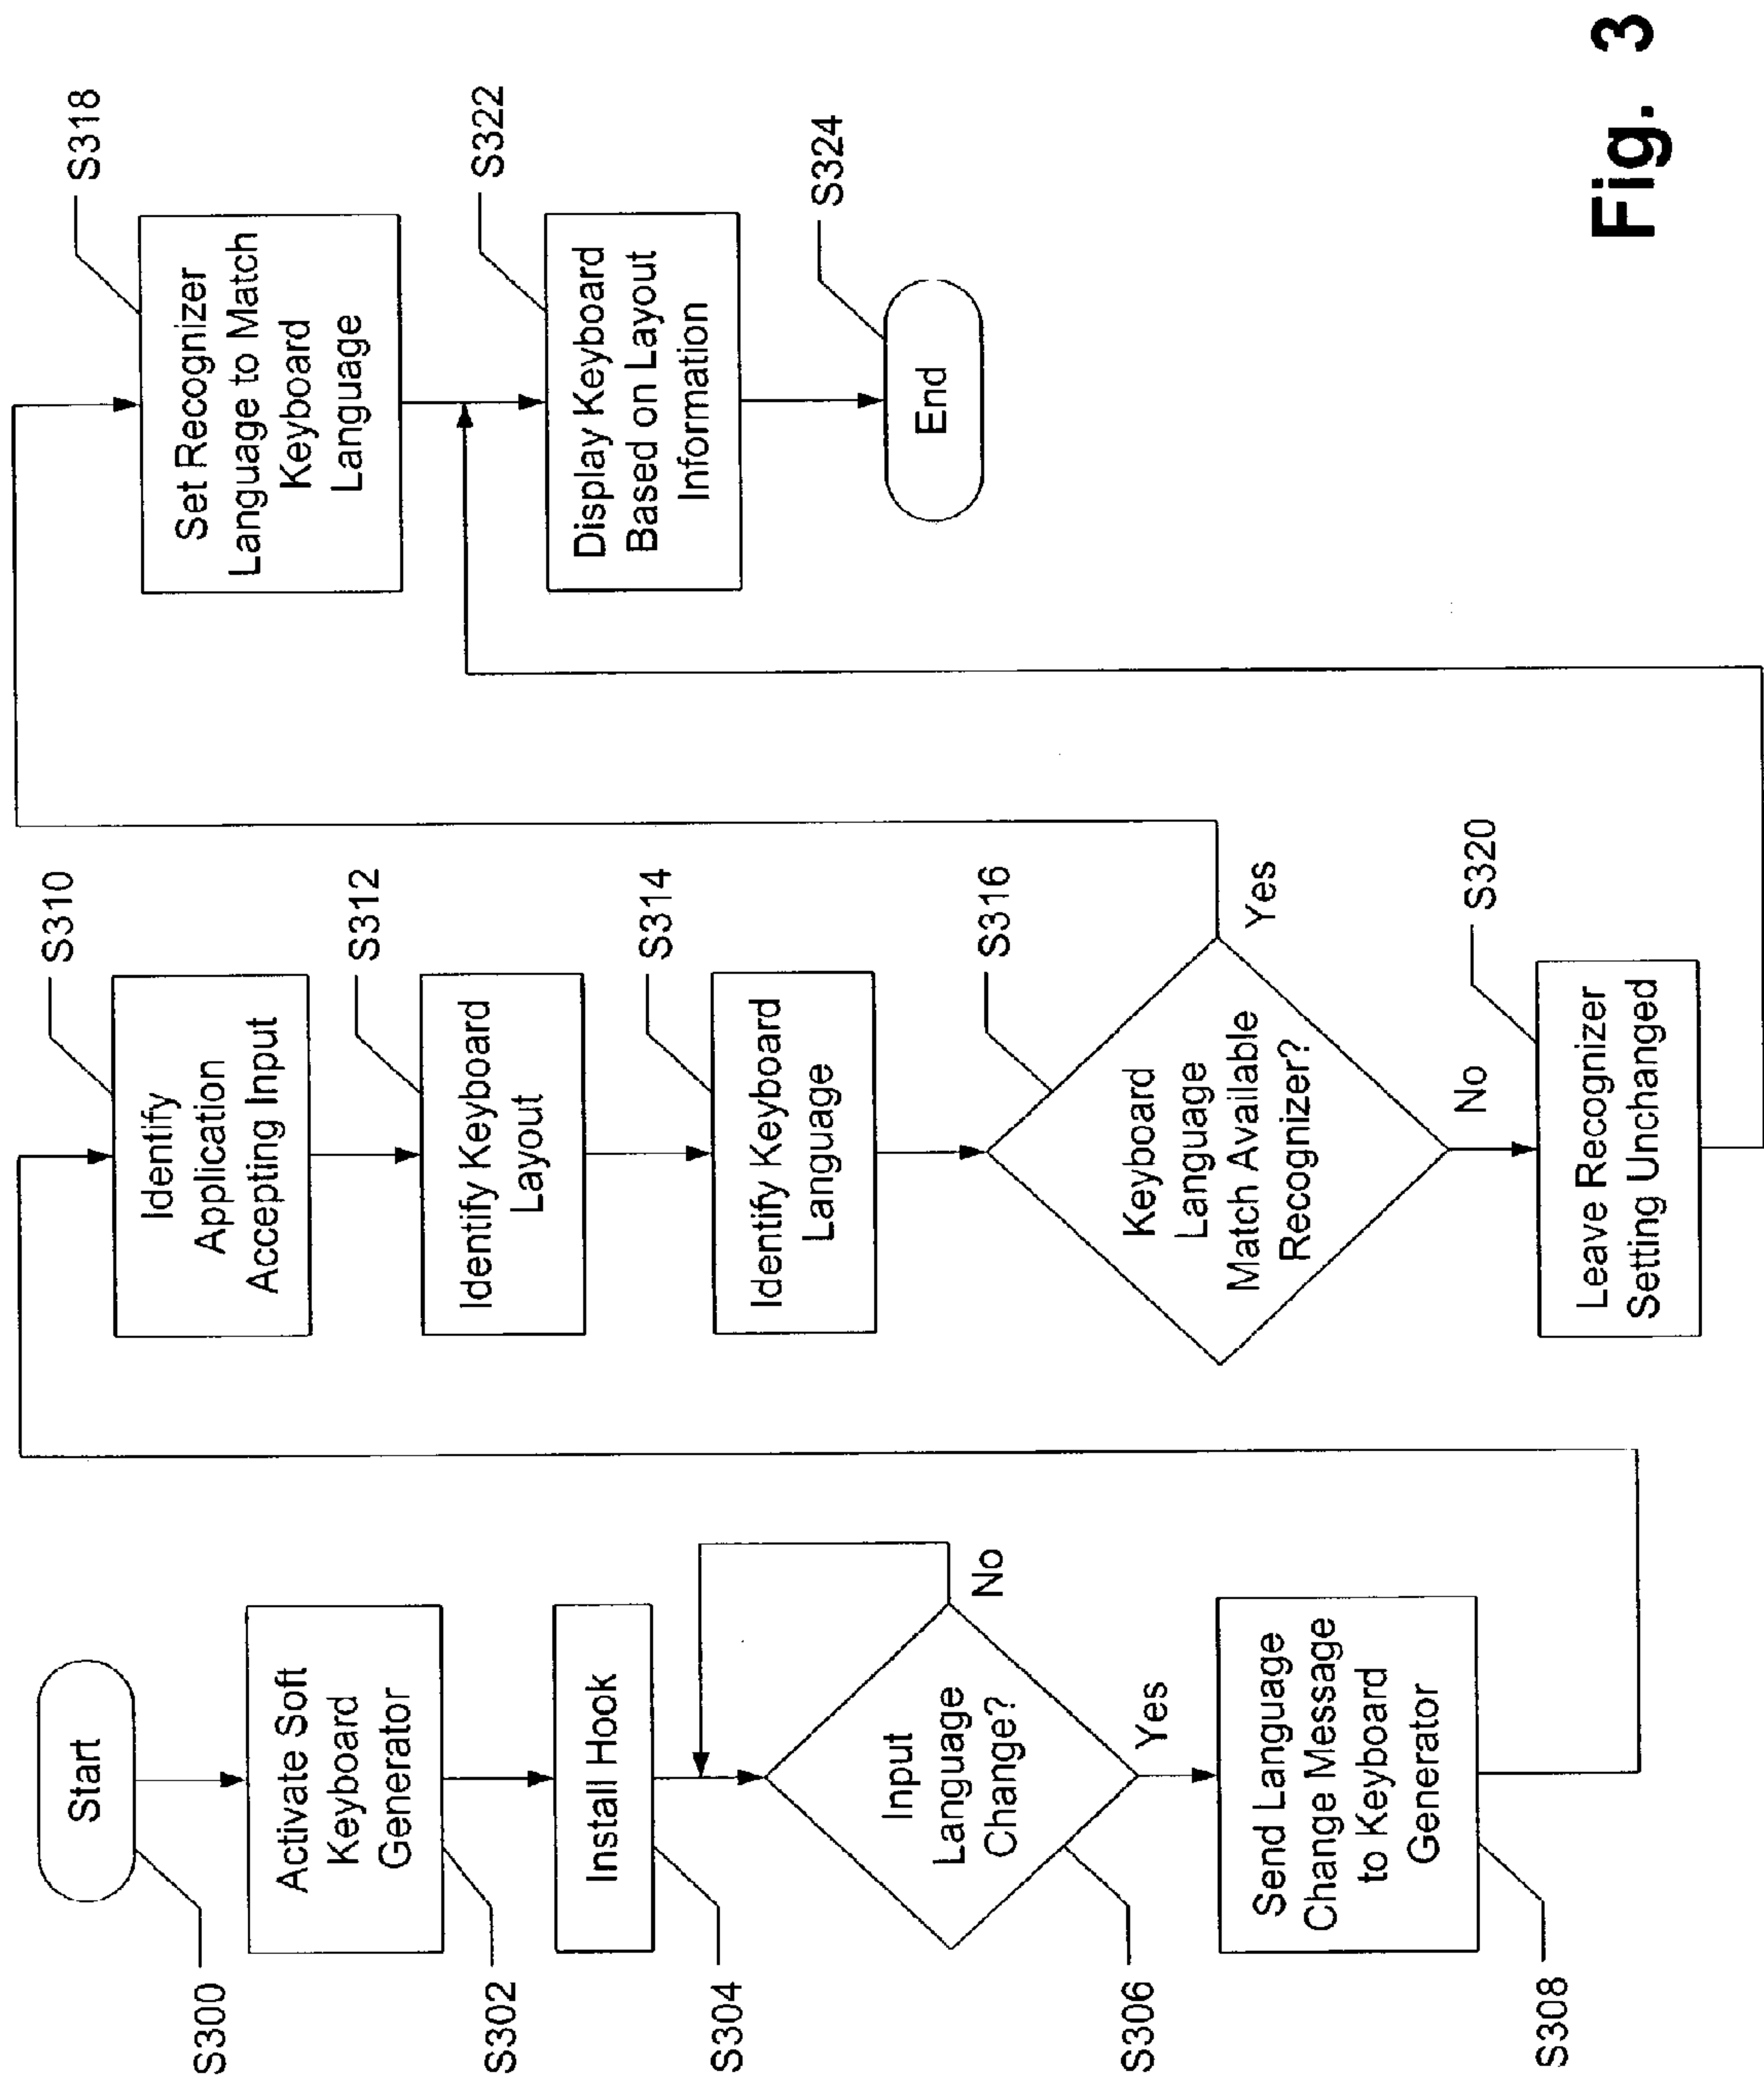 Start
S300
Activate Soft
Keyboard
Generator
S302
Install Hook
S304
Input
Language
Change?
No
Yes
S306
Send Language
Change Message
to Keyboard
Generator
S308
Identify
Application
Accepting Input
S310
Identify Keyboard
Layout
S312
Identify Keyboard
Language
S314
Keyboard
Language
Match Available
Recognizer?
S316
Yes
No
Leave Recognizer
Setting Unchanged
S320
Set Recognizer
Language to Match
Keyboard
Language
S318
Display Keyboard
Based on Layout
Information
S322
End
S324
Fig. 3